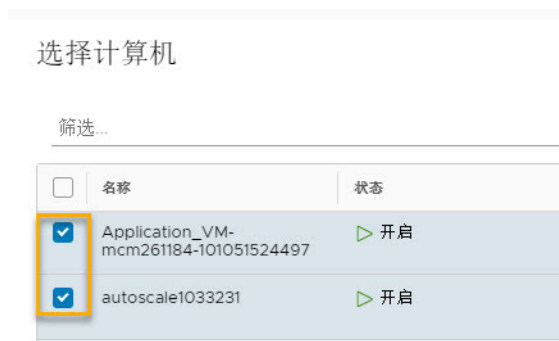 选择计算机
筛选...
名称 状态
Application_VM-
mcm261184-101051524497
开启
autoscale1033231 开启